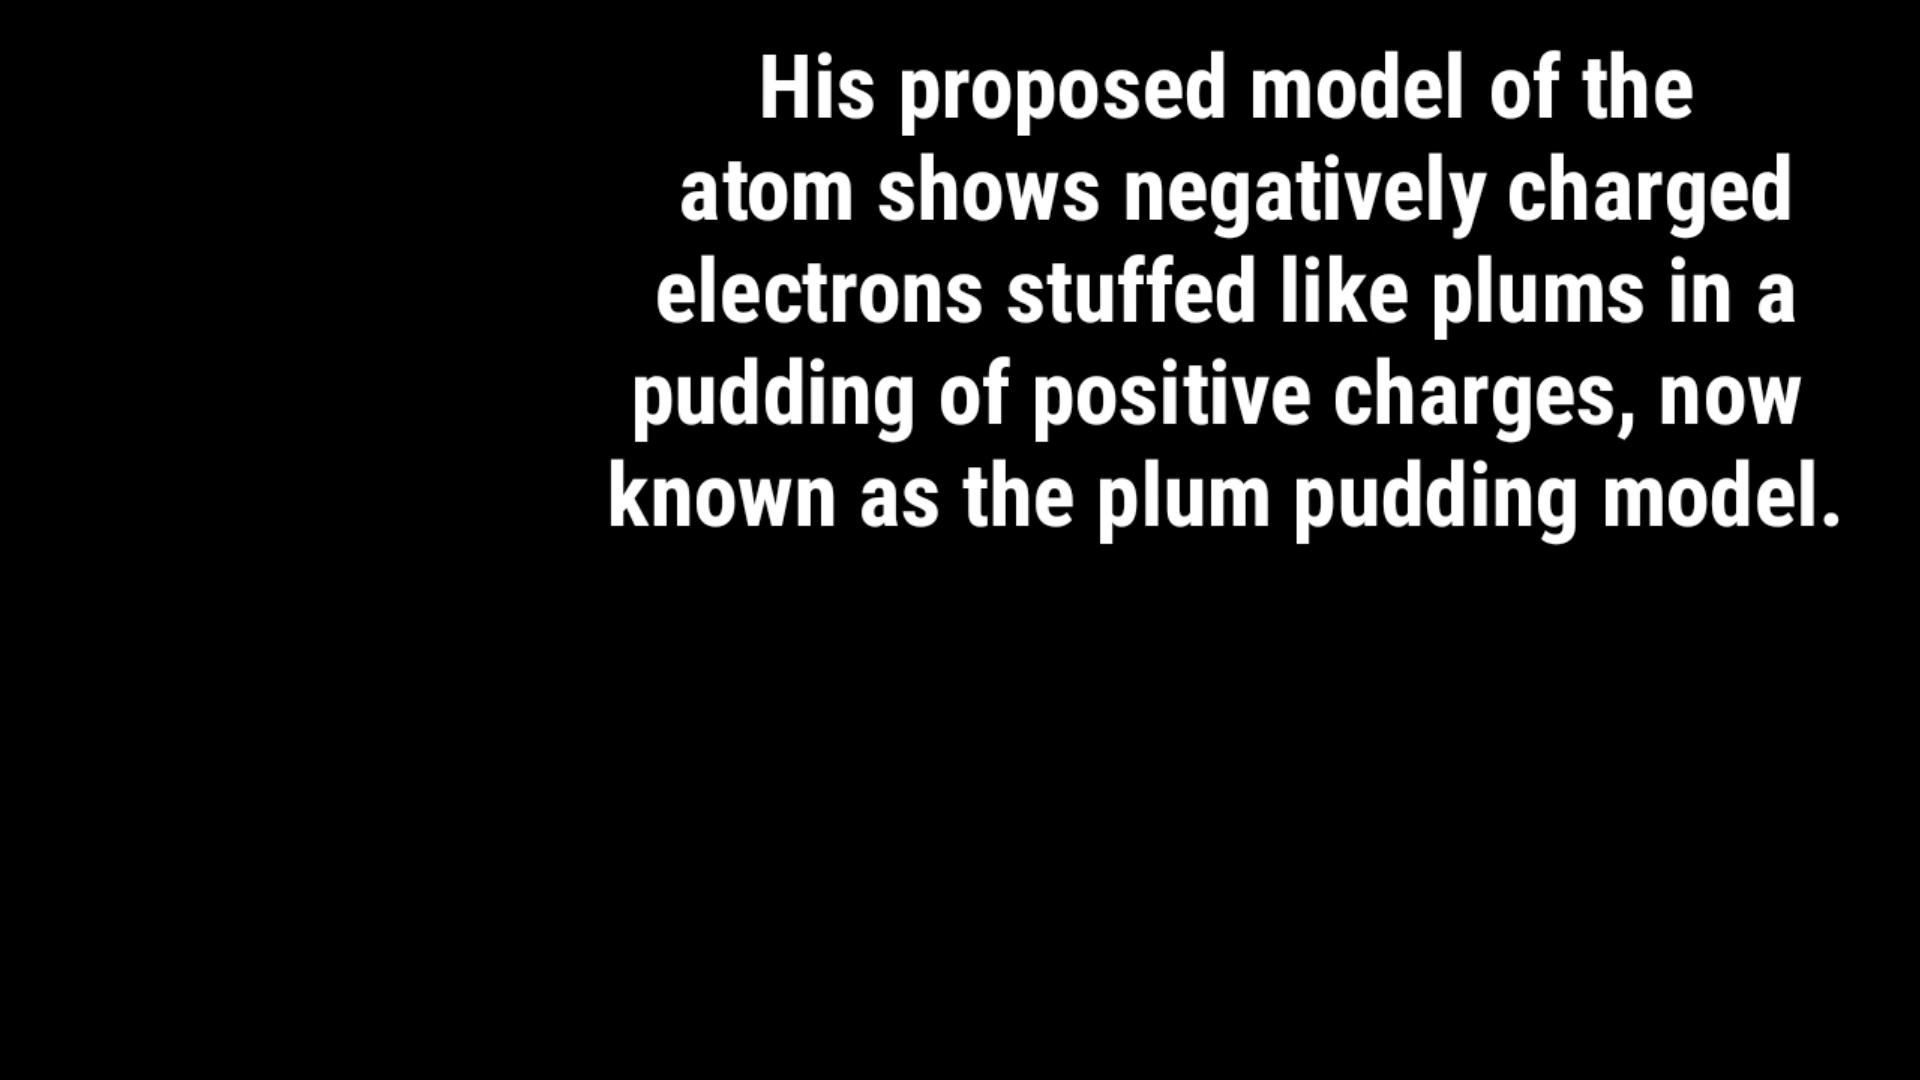 His proposed model of the
atom shows negatively charged
electrons stuffed like plums in a
pudding of positive charges, now
known as the plum pudding model.